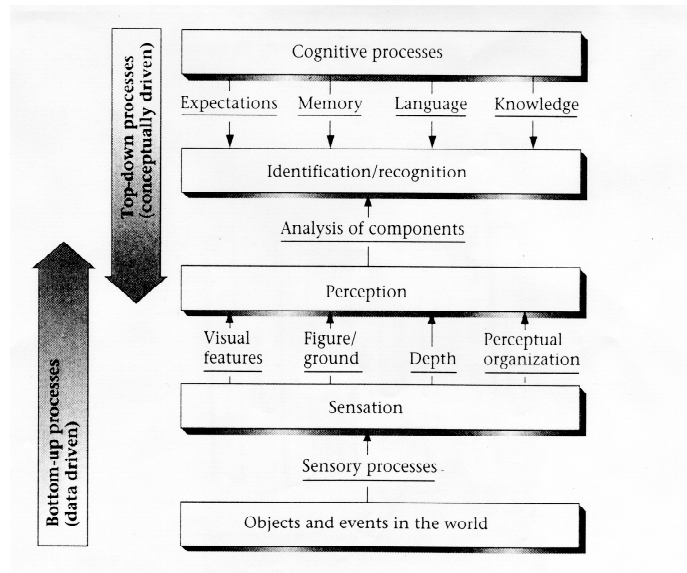 Top-down processes
(conceptually driven)
Bottom-up processes
(data driven)
Cognitive processes
Expectations Memory Language Knowledge
Identification/recognition
Analysis of components
Perception
Visual
features
Figure/
ground
Depth
Perceptual
organization
Sensation
Sensory processes
Objects and events in the world